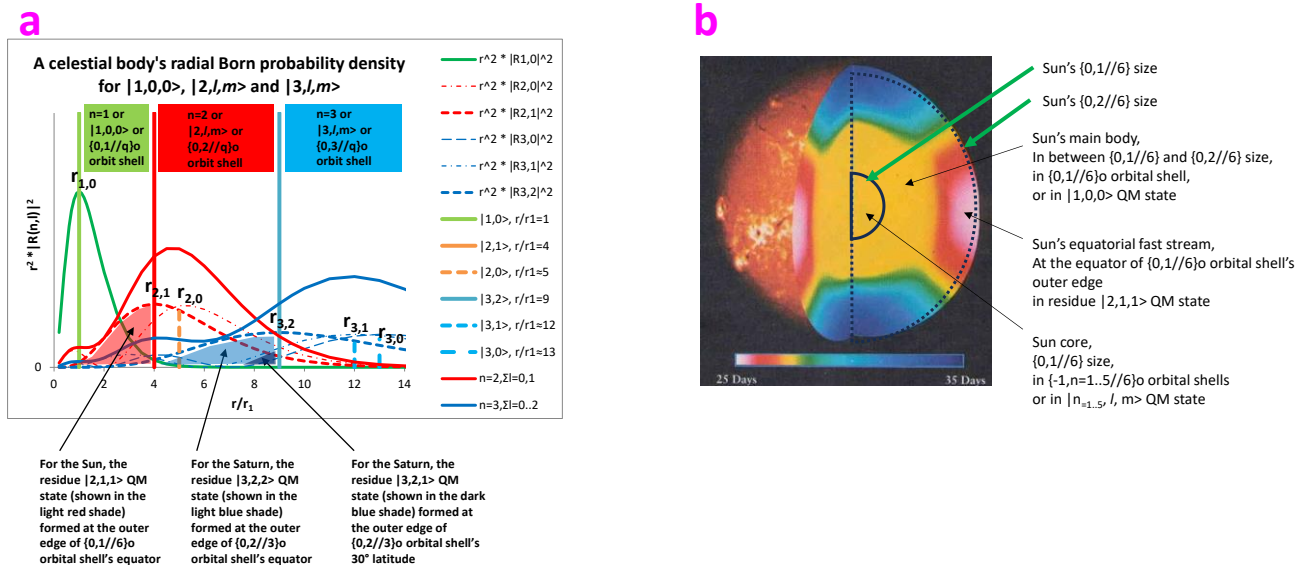 a
A celestial body's radial Born probability density
for |1,0,0>, |2,l,m> and |3,l,m>
n=1 or
|1,0,0> or
{0,1//q}o
orbit shell
n=2 or
|2,l,m> or
{0,2//q}o
orbit shell
n=3 or
|3,l,m> or
{0,3//q}o
orbit shell
r1,0
r2,1
r2,0
r3,2
r3,1
r3,0
r² *|R(n,l)|²
0
0 2 4 6 8 10 12 14
r/r1
r^2 * |R1,0|^2
r^2 * |R2,0|^2
r^2 * |R2,1|^2
r^2 * |R3,0|^2
r^2 * |R3,1|^2
r^2 * |R3,2|^2
|1,0>, r/r1=1
|2,1>, r/r1=4
|2,0>, r/r1≈5
|3,2>, r/r1=9
|3,1>, r/r1≈12
|3,0>, r/r1≈13
n=2,Σl=0,1
n=3,Σl=0..2
For the Sun, the
residue |2,1,1> QM
state (shown in the
light red shade)
formed at the outer
edge of {0,1//6}o
orbital shell's equator
For the Saturn, the
residue |3,2,2> QM
state (shown in the
light blue shade)
formed at the outer
edge of {0,2//3}o
orbital shell's equator
For the Saturn, the
residue |3,2,1> QM
state (shown in the dark
blue shade) formed at
the outer edge of
{0,2//3}o orbital shell's
30° latitude
b
Sun's {0,1//6} size
Sun's {0,2//6} size
Sun's main body,
In between {0,1//6} and {0,2//6} size,
in {0,1//6}o orbital shell,
or in |1,0,0> QM state
Sun's equatorial fast stream,
At the equator of {0,1//6}o orbital shell's
outer edge
in residue |2,1,1> QM state
Sun core,
{0,1//6} size,
in {-1,n=1..5//6}o orbital shells
or in |n=1..5, l, m> QM state
25 Days
35 Days